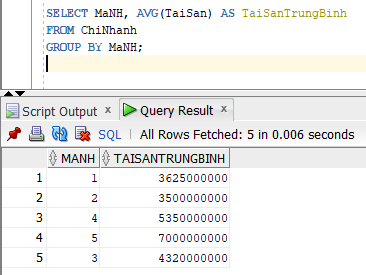 SELECT MaNH, AVG(TaiSan) AS TaiSanTrungBinh
FROM ChiNhanh
GROUP BY MaNH;
Script Output x Query Result x
SQL | All Rows Fetched: 5 in 0.006 seconds
MANH TAISANTRUNGBINH
1 1 3625000000
2 2 3500000000
3 4 5350000000
4 5 7000000000
5 3 4320000000